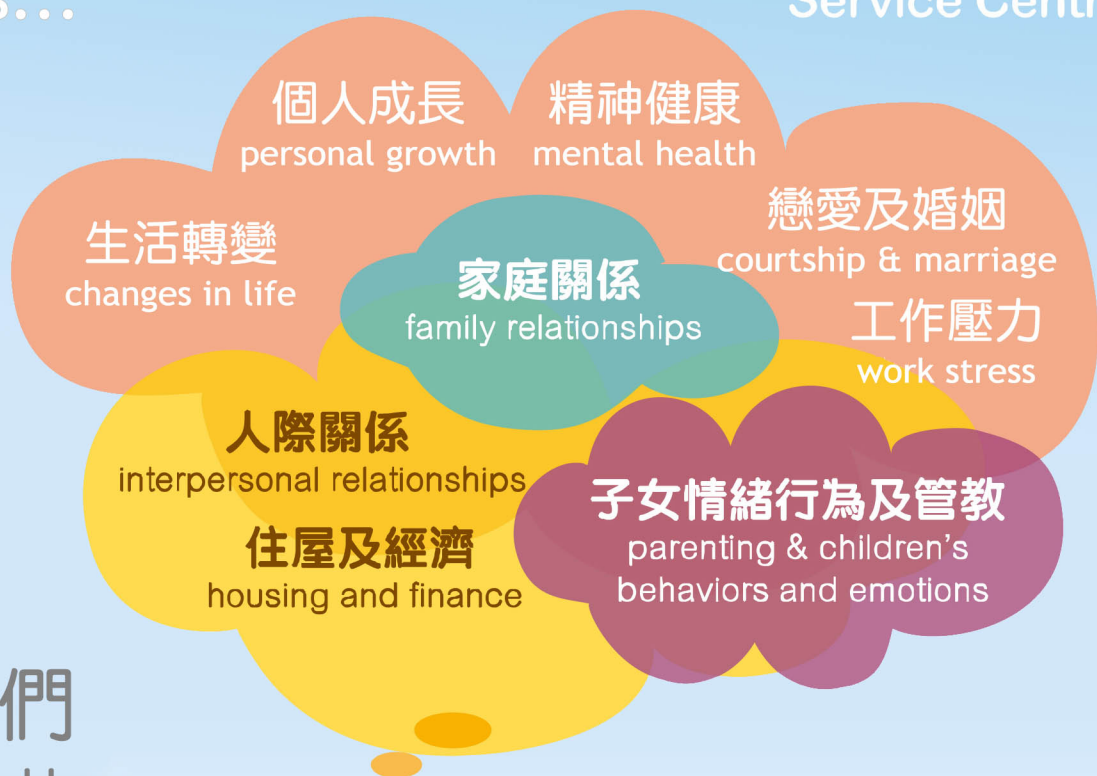 Service Centr
個人成長
personal growth
精神健康
mental health
戀愛及婚姻
courtship & marriage
生活轉變
changes in life
家庭關係
family relationships
工作壓力
work stress
人際關係
interpersonal relationships
子女情緒行為及管教
parenting & children's
behaviors and emotions
住屋及經濟
housing and finance
們